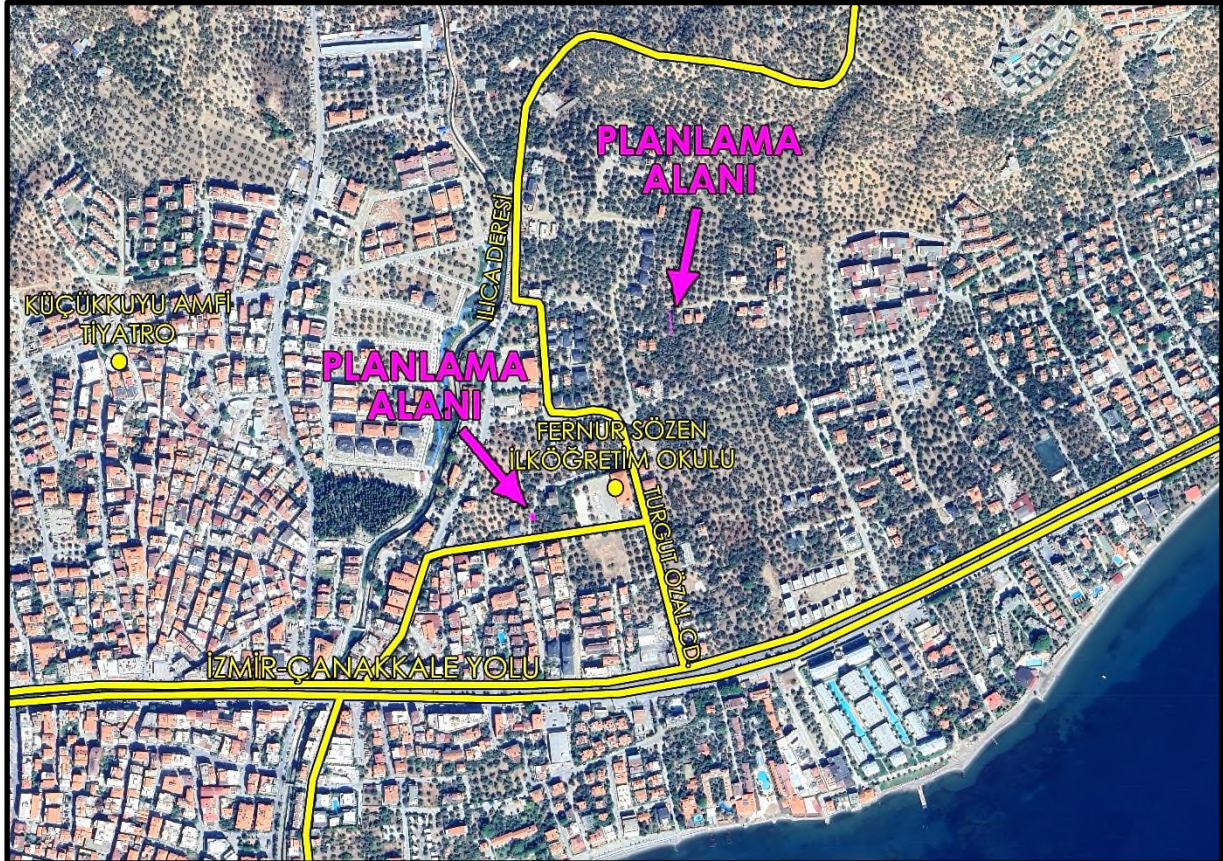 PLANLAMA
ALANI
ILICA DERESİ
KÜÇÜKKUYU AMFİ
TİYATRO
PLANLAMA
ALANI
FERNUR SÖZEN
İLKÖĞRETİM OKULU
TURGUT ÖZAL CD.
İZMİR-ÇANAKKALE YOLU